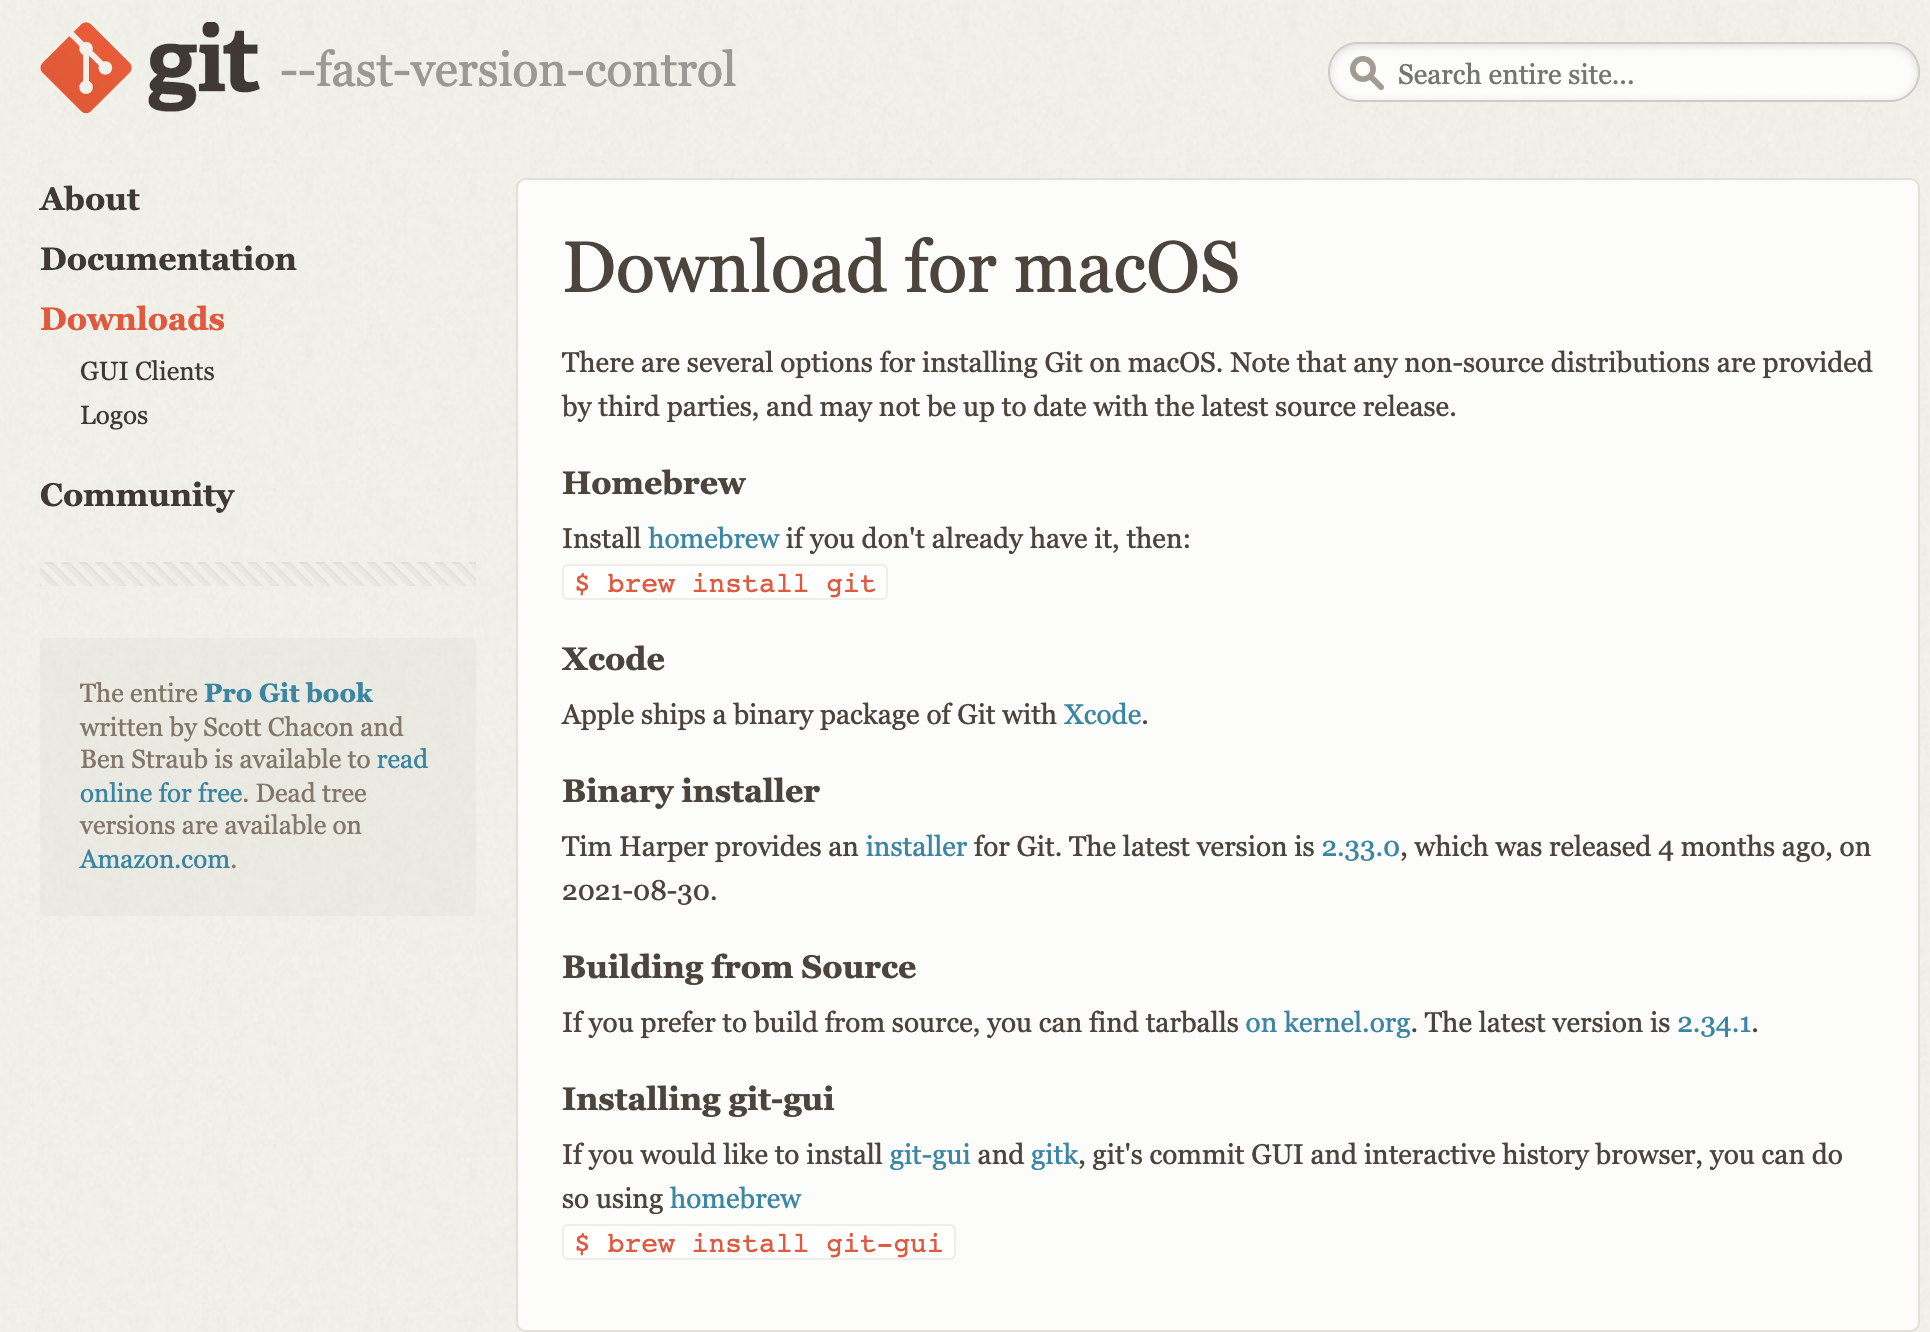 git --fast-version-control
Search entire site...
About
Documentation
Downloads
GUI Clients
Logos
Community
The entire Pro Git book
written by Scott Chacon and
Ben Straub is available to read
online for free. Dead tree
versions are available on
Amazon.com.
Download for macOS
There are several options for installing Git on macOS. Note that any non-source distributions are provided
by third parties, and may not be up to date with the latest source release.
Homebrew
Install homebrew if you don't already have it, then:
$ brew install git
Xcode
Apple ships a binary package of Git with Xcode.
Binary installer
Tim Harper provides an installer for Git. The latest version is 2.33.0, which was released 4 months ago, on
2021-08-30.
Building from Source
If you prefer to build from source, you can find tarballs on kernel.org. The latest version is 2.34.1.
Installing git-gui
If you would like to install git-gui and gitk, git's commit GUI and interactive history browser, you can do
so using homebrew
$ brew install git-gui